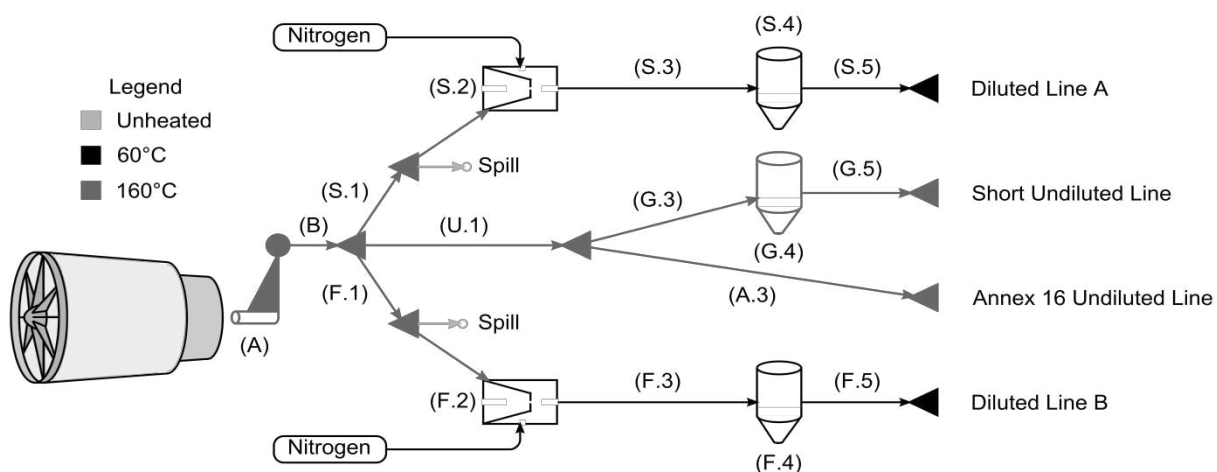 (S.4)
Nitrogen
(S.2)
(S.3)
(S.5)
Diluted Line A
Legend
Unheated
60°C
160°C
(S.1)
Spill
(G.5)
(G.3)
Short Undiluted Line
(B)
(U.1)
(G.4)
(F.1)
(A.3)
Annex 16 Undiluted Line
(A)
Spill
(F.2)
(F.3)
(F.5)
Diluted Line B
Nitrogen
(F.4)